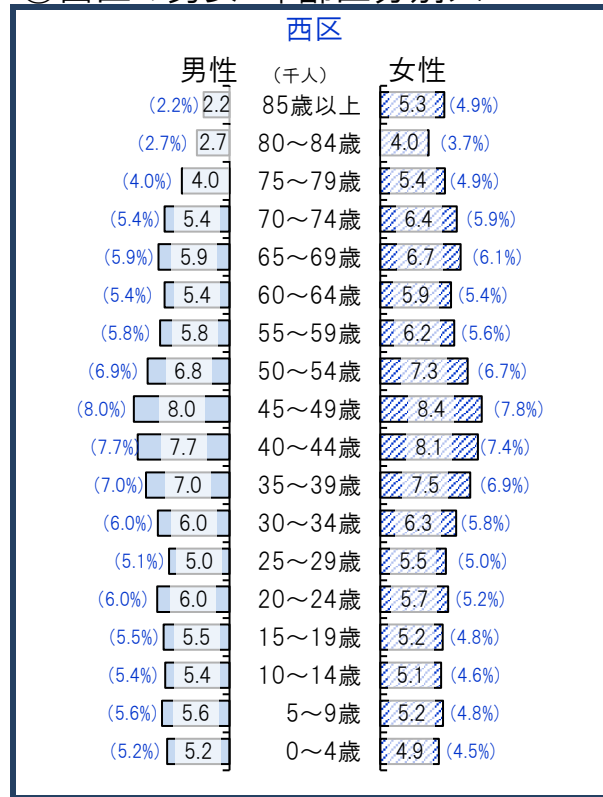 西区
男性 （千人） 女性
(2.2%) 2.2 85歳以上 5.3 (4.9%)
(2.7%) 2.7 80～84歳 4.0 (3.7%)
(4.0%) 4.0 75～79歳 5.4 (4.9%)
(5.4%) 5.4 70～74歳 6.4 (5.9%)
(5.9%) 5.9 65～69歳 6.7 (6.1%)
(5.4%) 5.4 60～64歳 5.9 (5.4%)
(5.8%) 5.8 55～59歳 6.2 (5.6%)
(6.9%) 6.8 50～54歳 7.3 (6.7%)
(8.0%) 8.0 45～49歳 8.4 (7.8%)
(7.7%) 7.7 40～44歳 8.1 (7.4%)
(7.0%) 7.0 35～39歳 7.5 (6.9%)
(6.0%) 6.0 30～34歳 6.3 (5.8%)
(5.1%) 5.0 25～29歳 5.5 (5.0%)
(6.0%) 6.0 20～24歳 5.7 (5.2%)
(5.5%) 5.5 15～19歳 5.2 (4.8%)
(5.4%) 5.4 10～14歳 5.1 (4.6%)
(5.6%) 5.6 5～9歳 5.2 (4.8%)
(5.2%) 5.2 0～4歳 4.9 (4.5%)